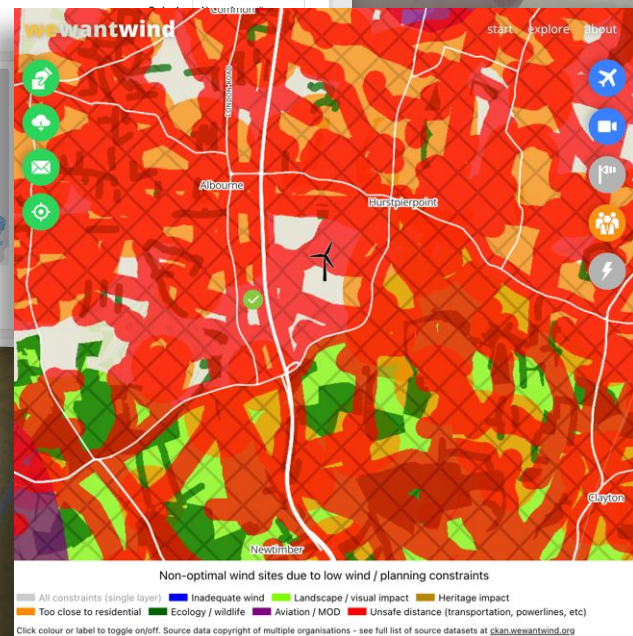 wewantwind
start explore about
LONDON ROAD
Albourne
Hurstpierpoint
Clayton
Newtimber
Non-optimal wind sites due to low wind / planning constraints
All constraints (single layer) Inadequate wind Landscape / visual impact Heritage impact
Too close to residential Ecology / wildlife Aviation / MOD Unsafe distance (transportation, powerlines, etc)
Click colour or label to toggle on/off. Source data copyright of multiple organisations - see full list of source datasets at ckan.wewantwind.org